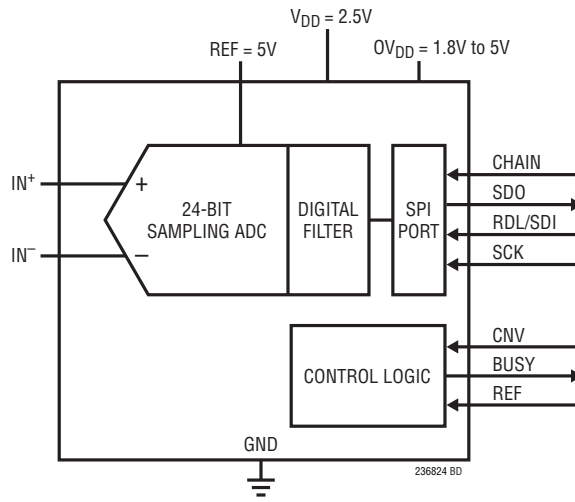 V_DD = 2.5V
REF = 5V
OV_DD = 1.8V to 5V
IN⁺
+
24-BIT
SAMPLING ADC
DIGITAL
FILTER
SPI
PORT
CHAIN
SDO
RDL/SDI
SCK
IN⁻
−
CONTROL LOGIC
CNV
BUSY
REF
GND
236824 BD